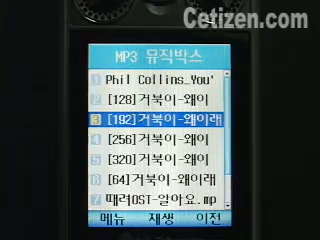 Cetizen.com
MP3 뮤직박스
1 Phil Collins_You'
2 [128]거북이-왜이
3 [192]거북이-왜이래
4 [256]거북이-왜이
5 [320]거북이-왜이
6 [64]거북이-왜이래
7 때려OST-알아요.mp
메뉴 재생 이전